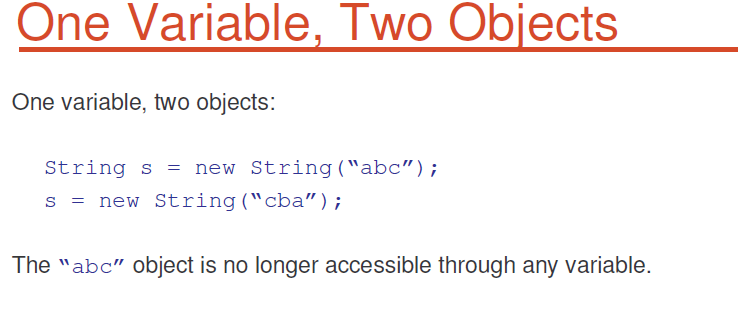 One Variable, Two Objects
One variable, two objects:
String s = new String(“abc”);
s = new String(“cba”);
The “abc” object is no longer accessible through any variable.